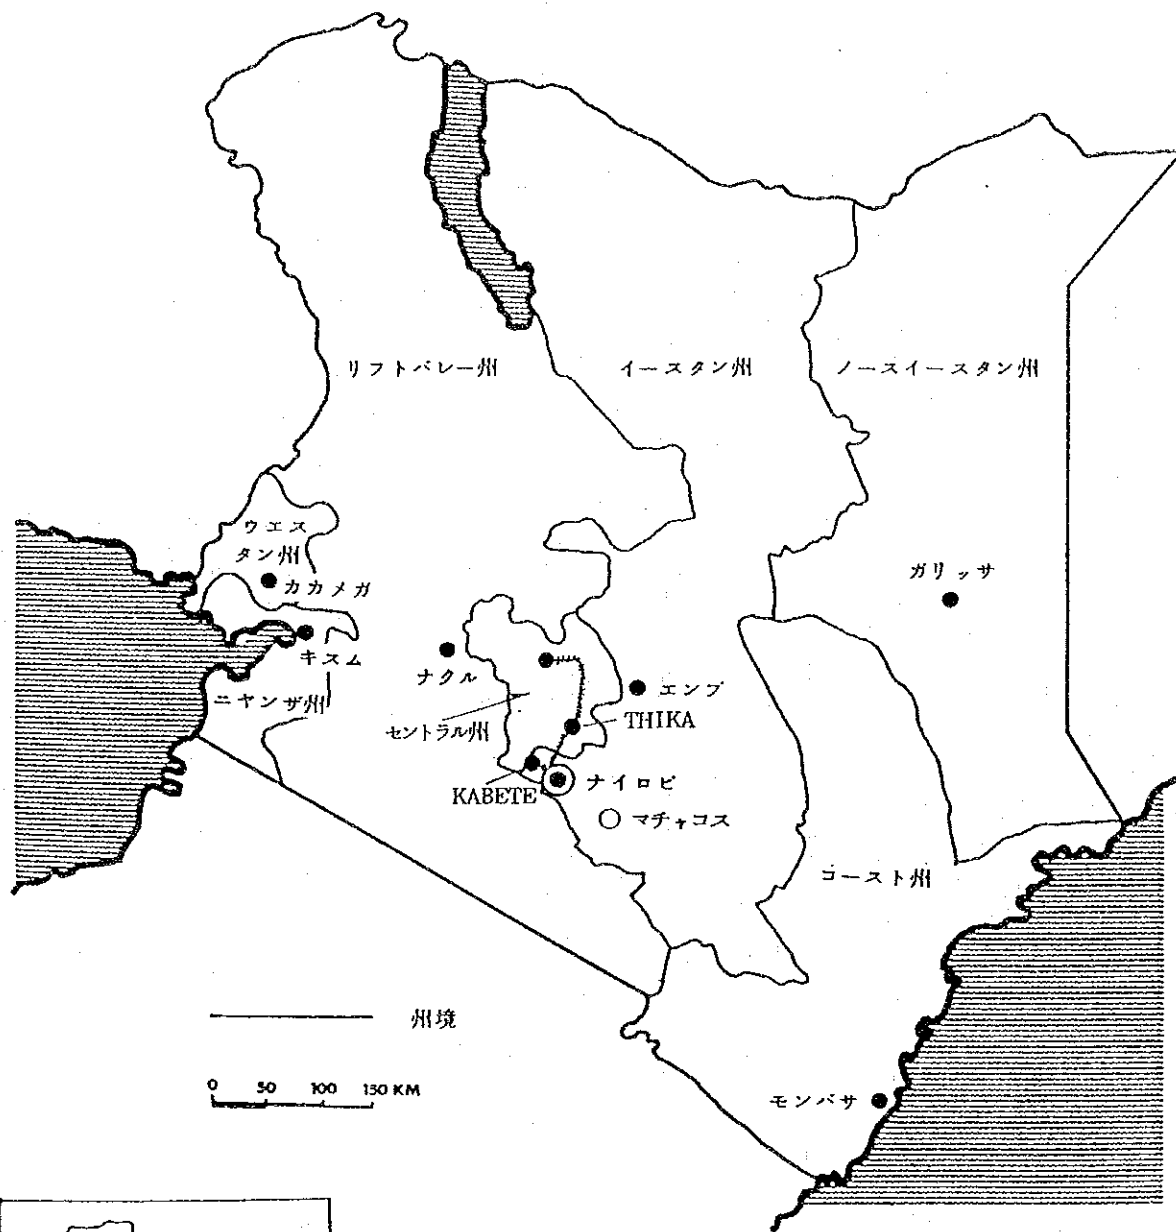 リフトバレー州
イースタン州
ノースイースタン州
ウエス
タン州
カカメガ
ガリッサ
キスム
ナクル
エンブ
ニヤンザ州
セントラル州
THIKA
KABETE
ナイロビ
マチャコス
コースト州
州境
0 50 100 150 KM
モンバサ